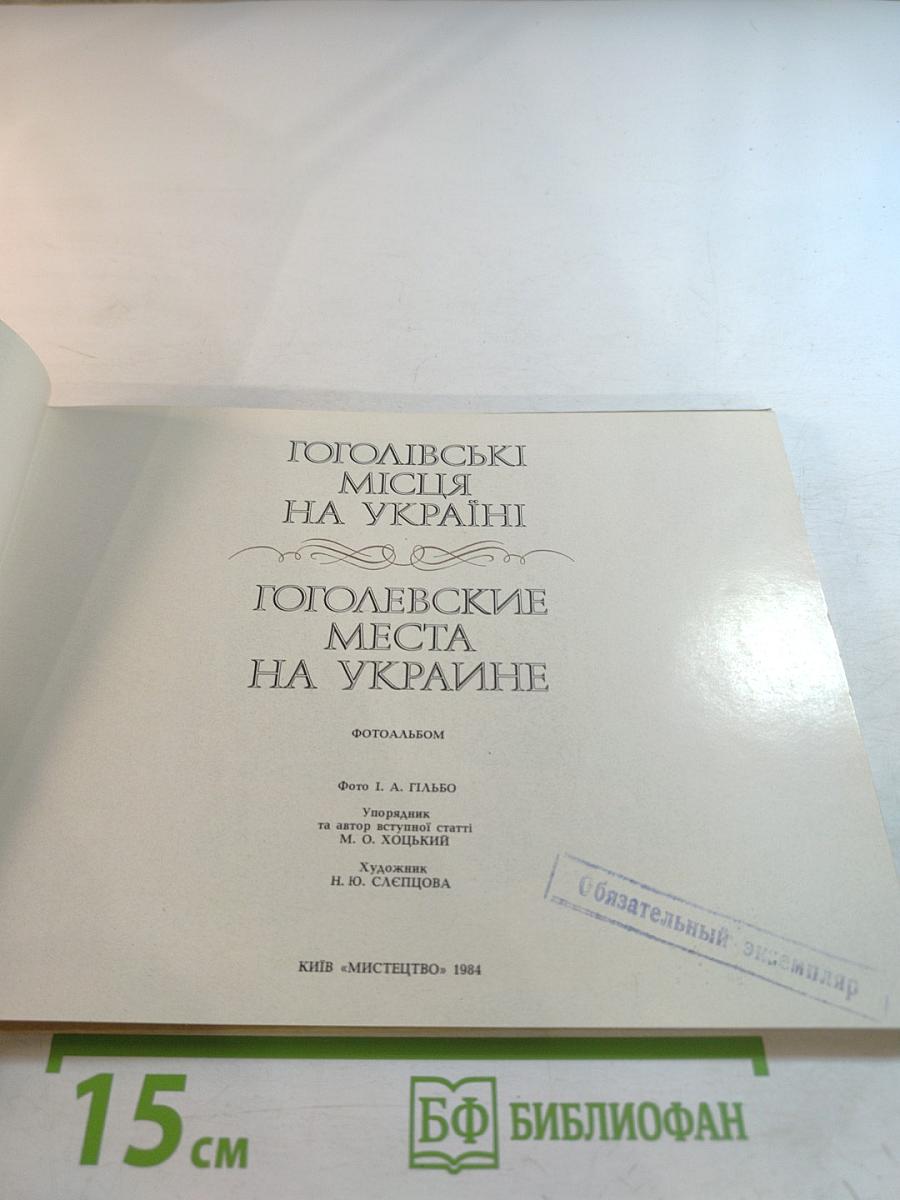 ГОГОЛІВСЬКІ
МІСЦЯ
НА УКРАЇНІ
ГОГОЛЕВСКИЕ
МЕСТА
НА УКРАИНЕ
ФОТОАЛЬБОМ
Фото І. А. ГІЛЬБО
Упорядник
та автор вступної статті
М. О. ХОЦЬКИЙ
Художник
Н. Ю. СЛЄПЦОВА
Обязательный экземпляр
КИЇВ «МИСТЕЦТВО» 1984
15 см
БФ БИБЛИОФАН